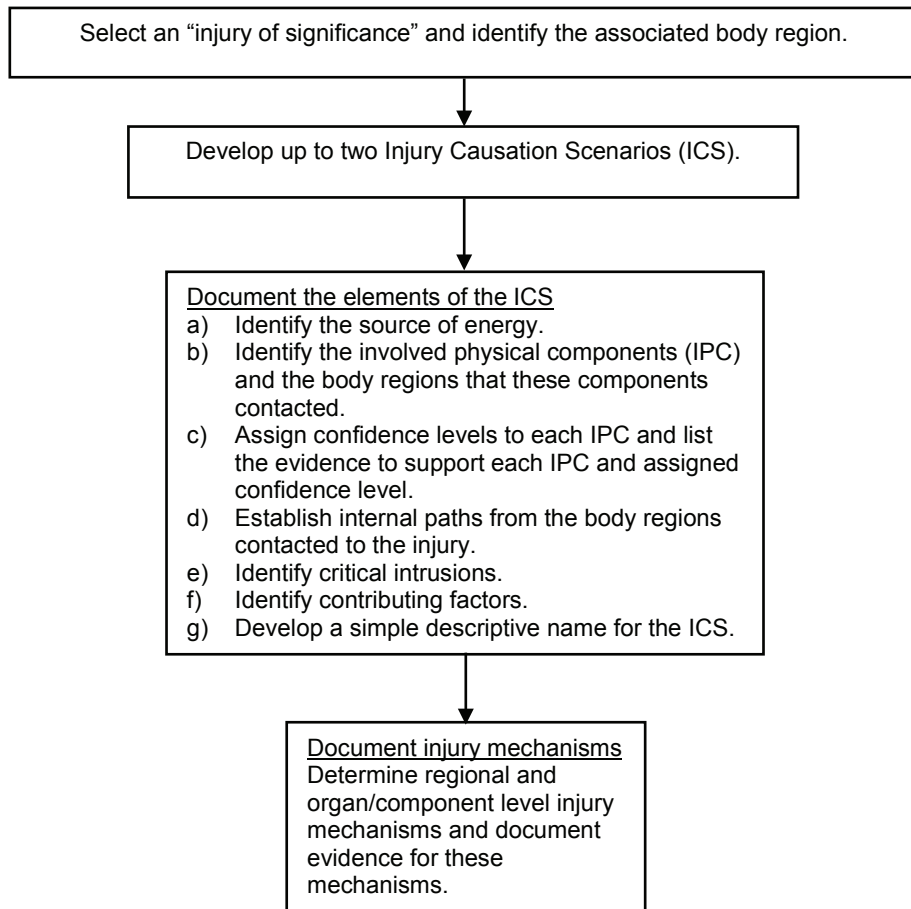 Select an “injury of significance” and identify the associated body region.
Develop up to two Injury Causation Scenarios (ICS).
Document the elements of the ICS
a) Identify the source of energy.
b) Identify the involved physical components (IPC)
and the body regions that these components
contacted.
c) Assign confidence levels to each IPC and list
the evidence to support each IPC and assigned
confidence level.
d) Establish internal paths from the body regions
contacted to the injury.
e) Identify critical intrusions.
f) Identify contributing factors.
g) Develop a simple descriptive name for the ICS.
Document injury mechanisms
Determine regional and
organ/component level injury
mechanisms and document
evidence for these
mechanisms.